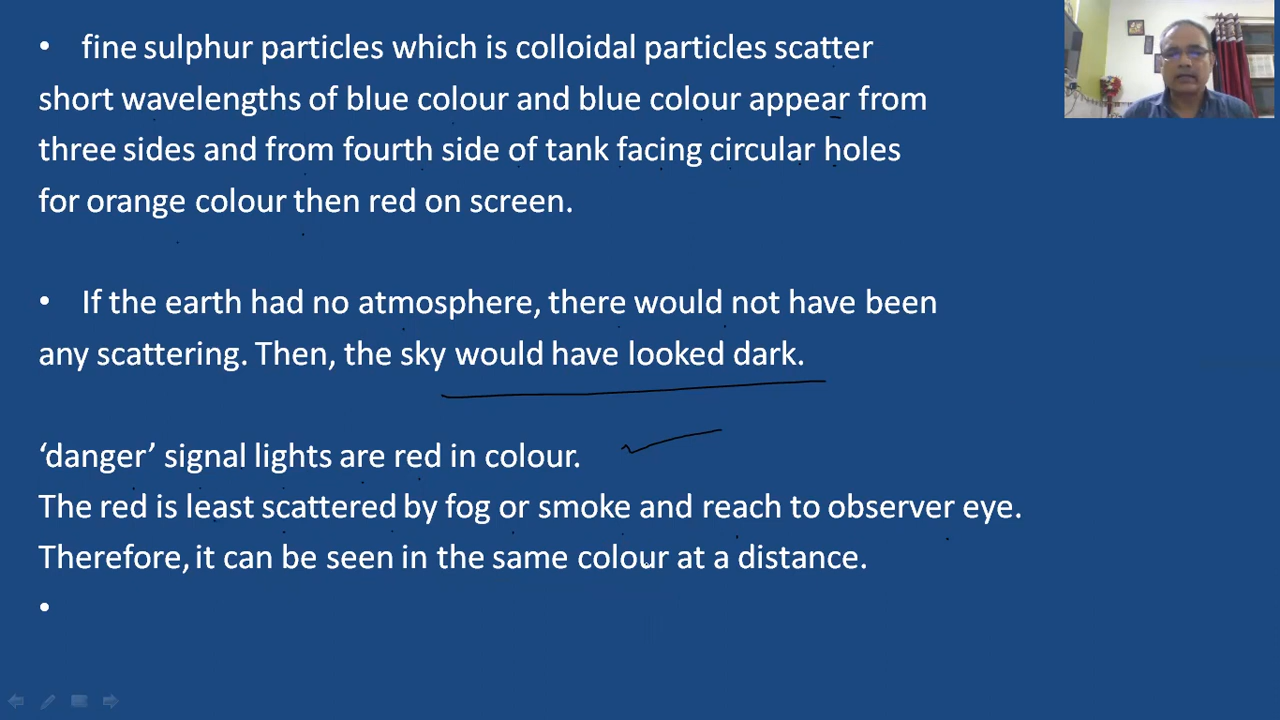 • fine sulphur particles which is colloidal particles scatter
short wavelengths of blue colour and blue colour appear from
three sides and from fourth side of tank facing circular holes
for orange colour then red on screen.
• If the earth had no atmosphere, there would not have been
any scattering. Then, the sky would have looked dark.
‘danger’ signal lights are red in colour.
The red is least scattered by fog or smoke and reach to observer eye.
Therefore, it can be seen in the same colour at a distance.
•